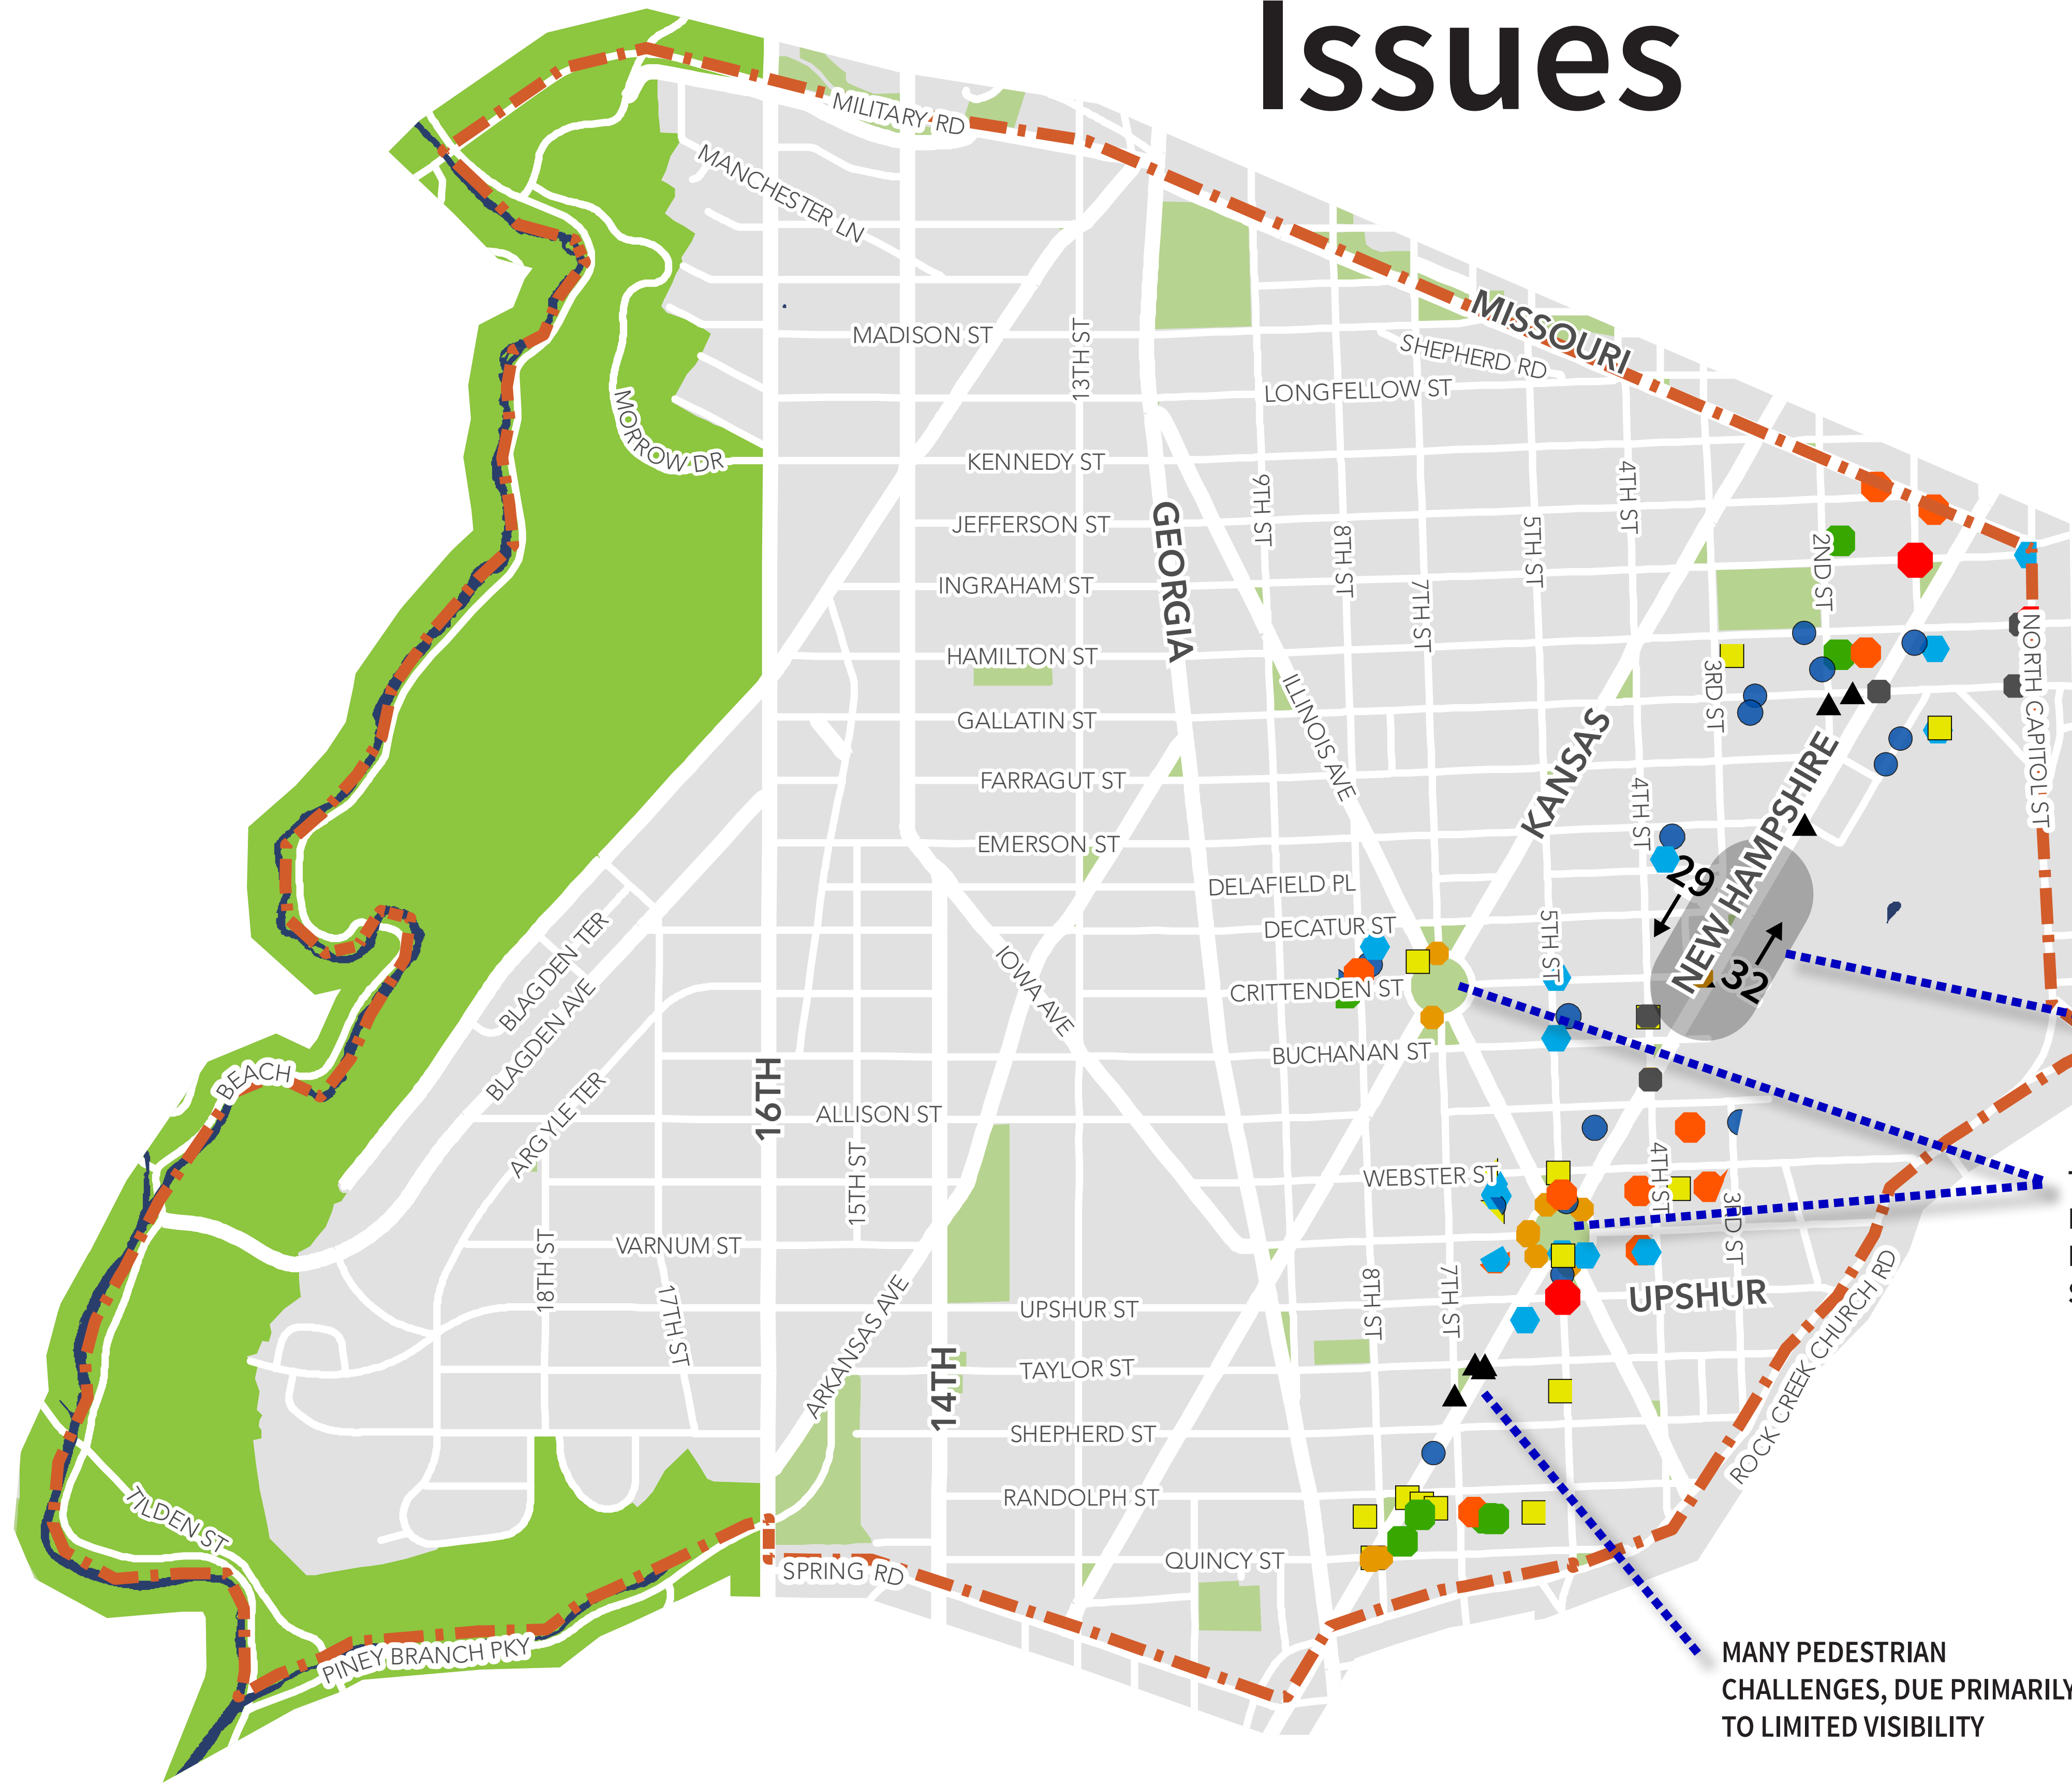 Issues
MILITARY RD
MANCHESTER LN
MISSOURI
MADISON ST
13TH ST
SHEPHERD RD
LONGFELLOW ST
MORROW DR
KENNEDY ST
9TH ST
4TH ST
GEORGIA
JEFFERSON ST
8TH ST
5TH ST
2ND ST
INGRAHAM ST
7TH ST
NORTH CAPITOL ST
HAMILTON ST
3RD ST
ILLINOIS AVE
GALLATIN ST
KANSAS
FARRAGUT ST
NEW HAMPSHIRE
4TH ST
EMERSON ST
29
DELAFIELD PL
DECATUR ST
5TH ST
BLAGDEN TER
IOWA AVE
32
CRITTENDEN ST
BLAGDEN AVE
BUCHANAN ST
BEACH
16TH
ARGYLE TER
ALLISON ST
15TH ST
WEBSTER ST
4TH ST
3RD ST
VARNUM ST
18TH ST
17TH ST
8TH ST
7TH ST
UPSHUR
UPSHUR ST
ARKANSAS AVE
ROCK CREEK CHURCH RD
14TH
TAYLOR ST
SHEPHERD ST
RANDOLPH ST
TILDEN ST
QUINCY ST
SPRING RD
PINEY BRANCH PKY
MANY PEDESTRIAN
CHALLENGES, DUE PRIMARILY
TO LIMITED VISIBILITY